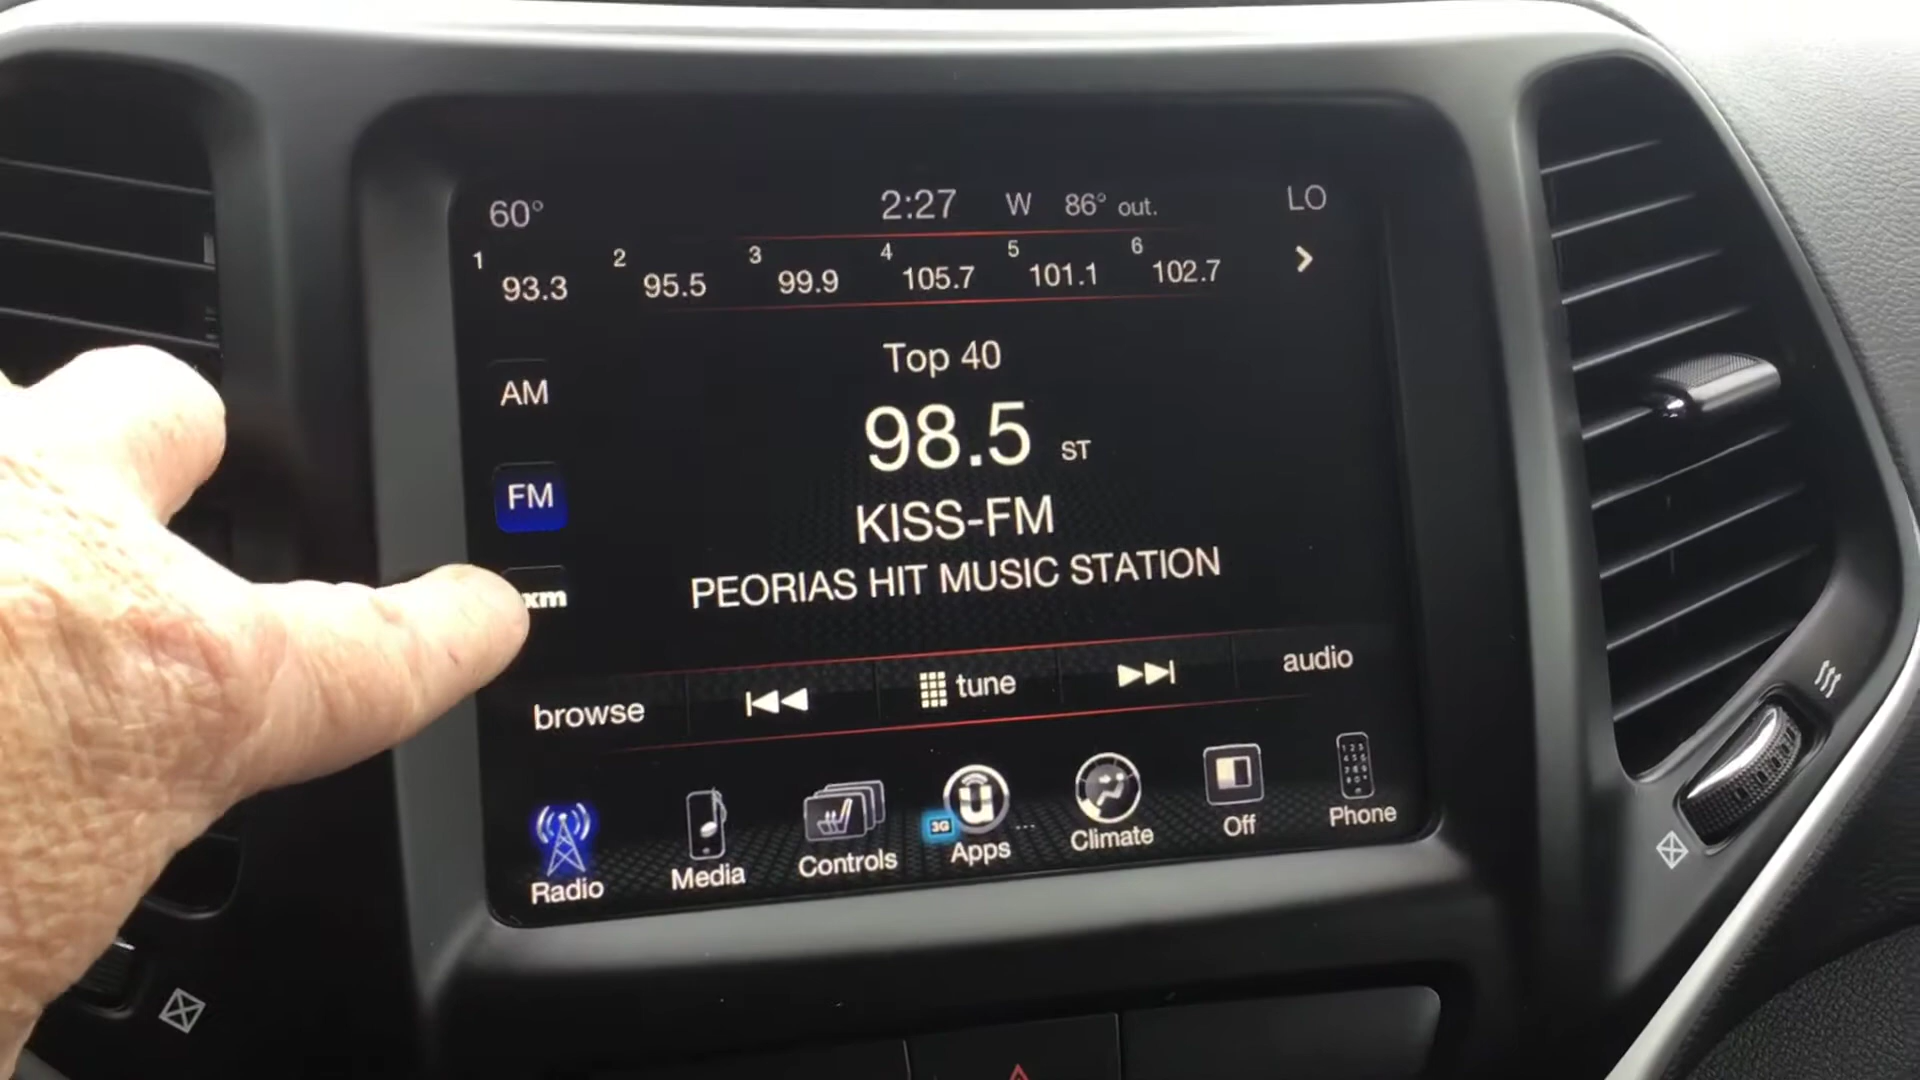 60° 2:27 W 86° out. LO
1 93.3 2 95.5 3 99.9 4 105.7 5 101.1 6 102.7
Top 40
AM
98.5 ST
FM
KISS-FM
PEORIAS HIT MUSIC STATION
xm
browse tune audio
3G
Radio Media Controls Apps Climate Off Phone